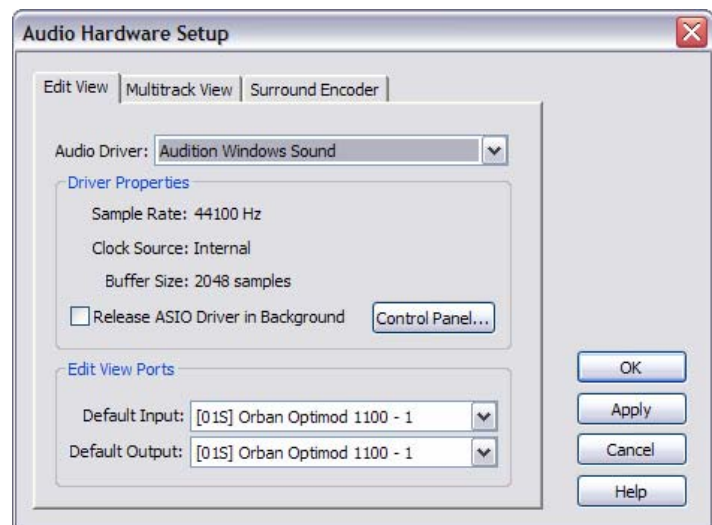 Audio Hardware Setup
Edit View
Multitrack View
Surround Encoder
Audio Driver: Audition Windows Sound
Driver Properties
Sample Rate: 44100 Hz
Clock Source: Internal
Buffer Size: 2048 samples
Release ASIO Driver in Background
Control Panel...
Edit View Ports
Default Input: [01S] Orban Optimod 1100 - 1
Default Output: [01S] Orban Optimod 1100 - 1
OK
Apply
Cancel
Help